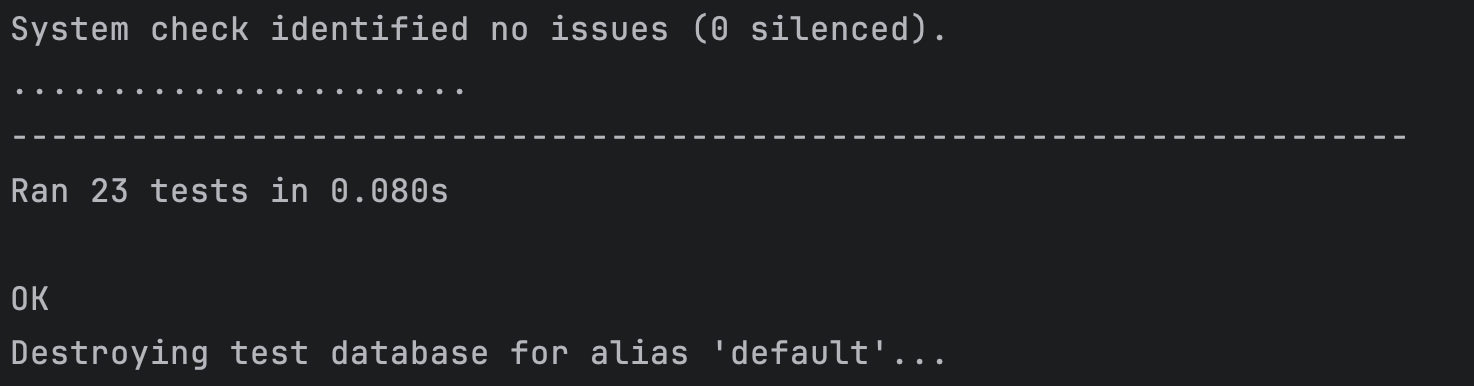 System check identified no issues (0 silenced).
.......................
----------------------------------------------------------------------
Ran 23 tests in 0.080s

OK
Destroying test database for alias 'default'...